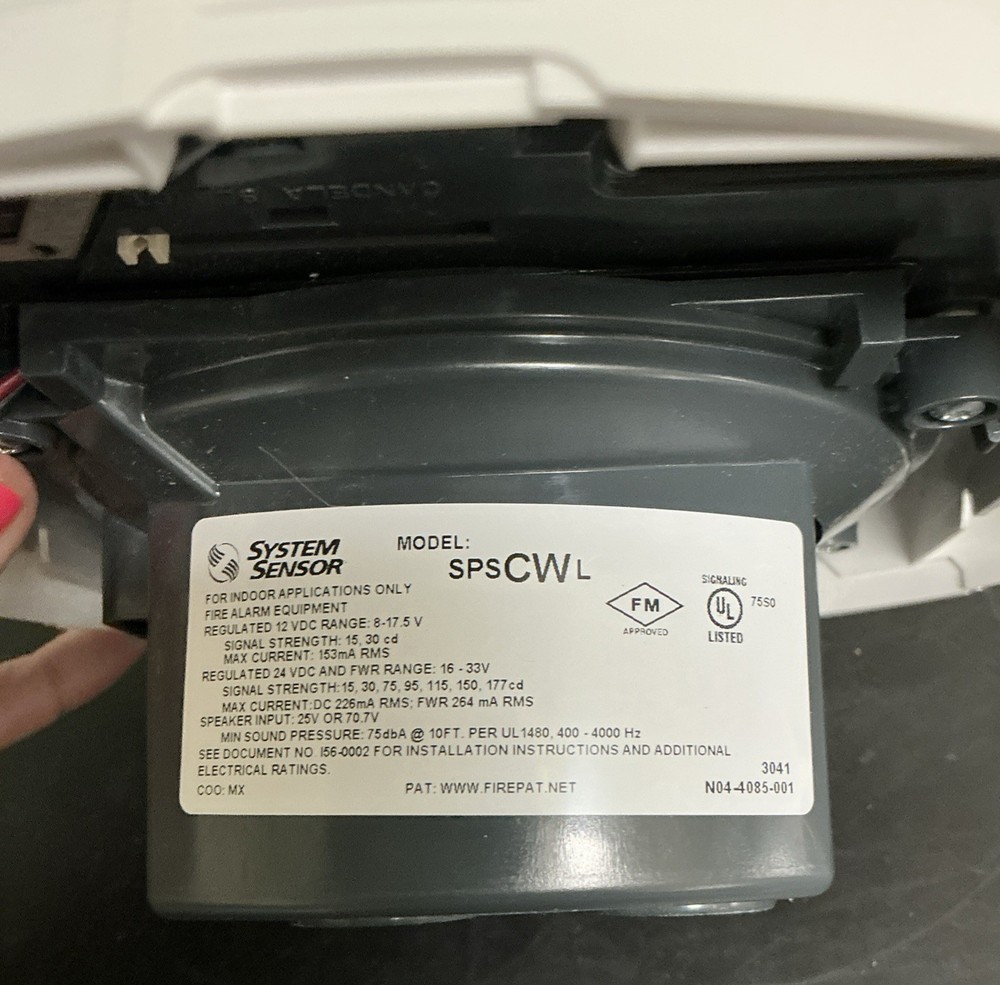 CANDELA
SYSTEM
SENSOR
MODEL:
SPSCWL
FOR INDOOR APPLICATIONS ONLY
FIRE ALARM EQUIPMENT
REGULATED 12 VDC RANGE: 8-17.5 V
SIGNAL STRENGTH: 15, 30 cd
MAX CURRENT: 153mA RMS
REGULATED 24 VDC AND FWR RANGE: 16 - 33V
SIGNAL STRENGTH:15, 30, 75, 95, 115, 150, 177cd
MAX CURRENT:DC 226mA RMS; FWR 264 mA RMS
SPEAKER INPUT: 25V OR 70.7V
MIN SOUND PRESSURE: 75dbA @ 10FT. PER UL1480, 400 - 4000 Hz
SEE DOCUMENT NO. I56-0002 FOR INSTALLATION INSTRUCTIONS AND ADDITIONAL
ELECTRICAL RATINGS.
COO: MX
PAT: WWW.FIREPAT.NET
FM
APPROVED
SIGNALING
UL
75S0
LISTED
3041
N04-4085-001